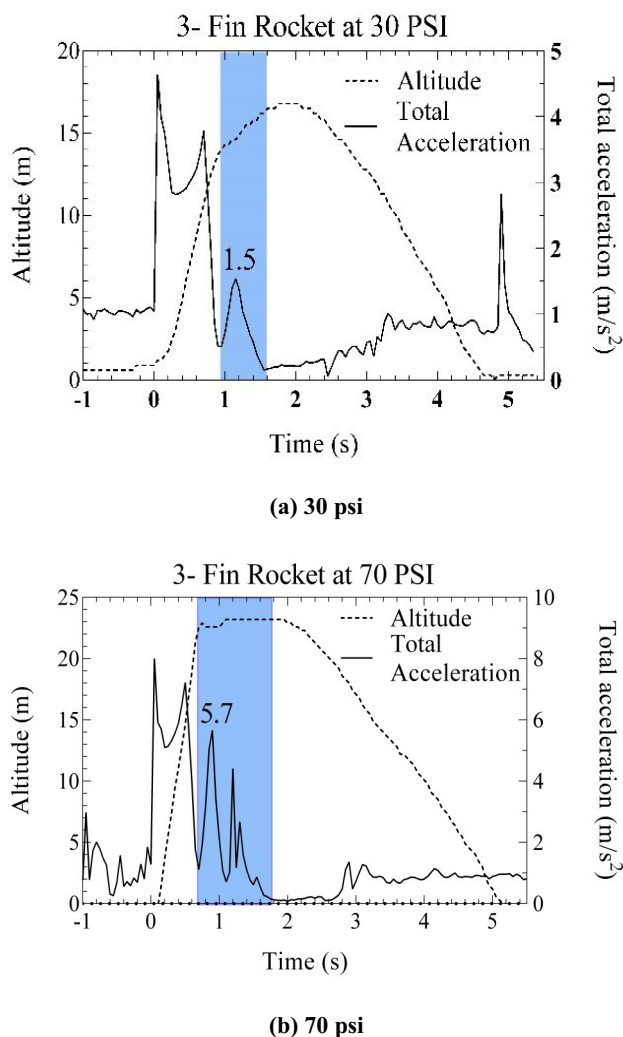 3- Fin Rocket at 30 PSI
20
15
10
5
0
Altitude (m)
Altitude
Total
Acceleration
1.5
5
4
3
2
1
0
Total acceleration (m/s²)
-1 0 1 2 3 4 5
Time (s)
(a) 30 psi
3- Fin Rocket at 70 PSI
25
20
15
10
5
0
Altitude (m)
Altitude
Total
Acceleration
5.7
10
8
6
4
2
0
Total acceleration (m/s²)
-1 0 1 2 3 4 5
Time (s)
(b) 70 psi